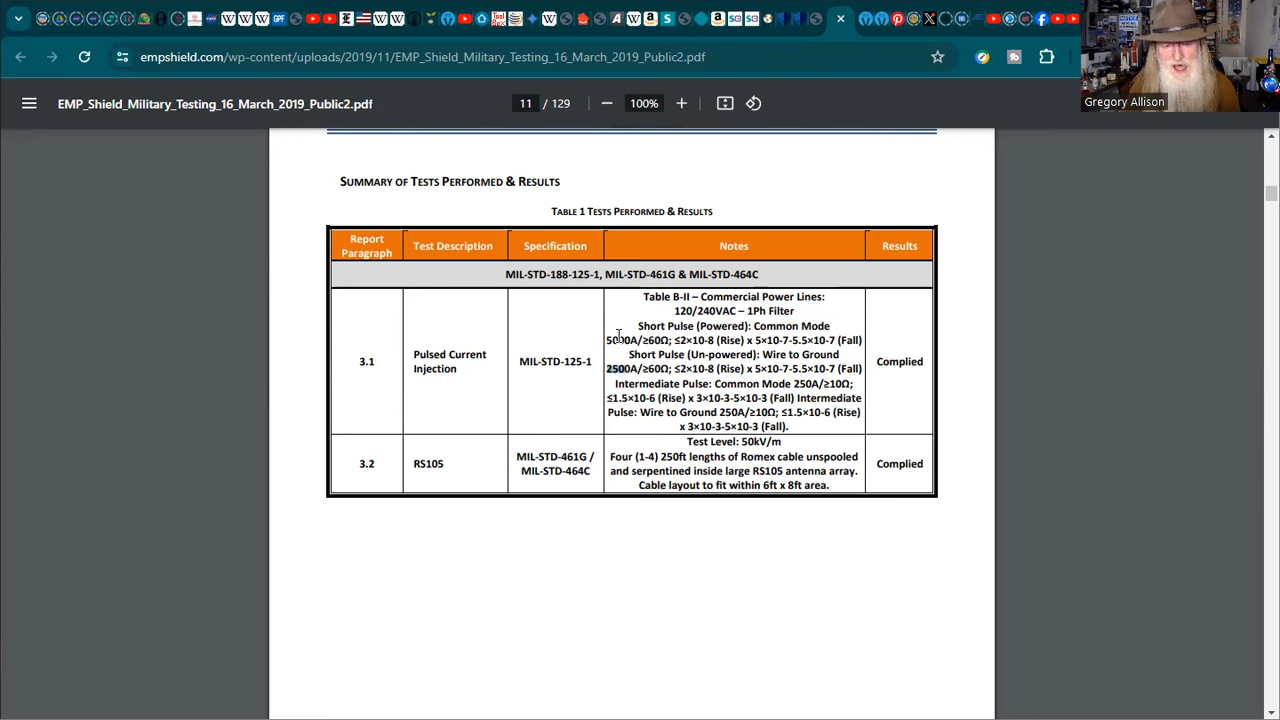 empshield.com/wp-content/uploads/2019/11/EMP_Shield_Military_Testing_16_March_2019_Public2.pdf
EMP_Shield_Military_Testing_16_March_2019_Public2.pdf
11 / 129
100%
Gregory Allison
SUMMARY OF TESTS PERFORMED & RESULTS
TABLE 1 TESTS PERFORMED & RESULTS
Report Paragraph
Test Description
Specification
Notes
Results
MIL-STD-188-125-1, MIL-STD-461G & MIL-STD-464C
3.1
Pulsed Current
Injection
MIL-STD-125-1
Table B-II – Commercial Power Lines:
120/240VAC – 1Ph Filter
Short Pulse (Powered): Common Mode
5000A/≥60Ω; ≤2×10-8 (Rise) x 5×10-7-5.5×10-7 (Fall)
Short Pulse (Un-powered): Wire to Ground
2500A/≥60Ω; ≤2×10-8 (Rise) x 5×10-7-5.5×10-7 (Fall)
Intermediate Pulse: Common Mode 250A/≥10Ω;
≤1.5×10-6 (Rise) x 3×10-3-5×10-3 (Fall) Intermediate
Pulse: Wire to Ground 250A/≥10Ω; ≤1.5×10-6 (Rise)
x 3×10-3-5×10-3 (Fall).
Complied
3.2
RS105
MIL-STD-461G /
MIL-STD-464C
Test Level: 50kV/m
Four (1-4) 250ft lengths of Romex cable unspooled
and serpentined inside large RS105 antenna array.
Cable layout to fit within 6ft x 8ft area.
Complied